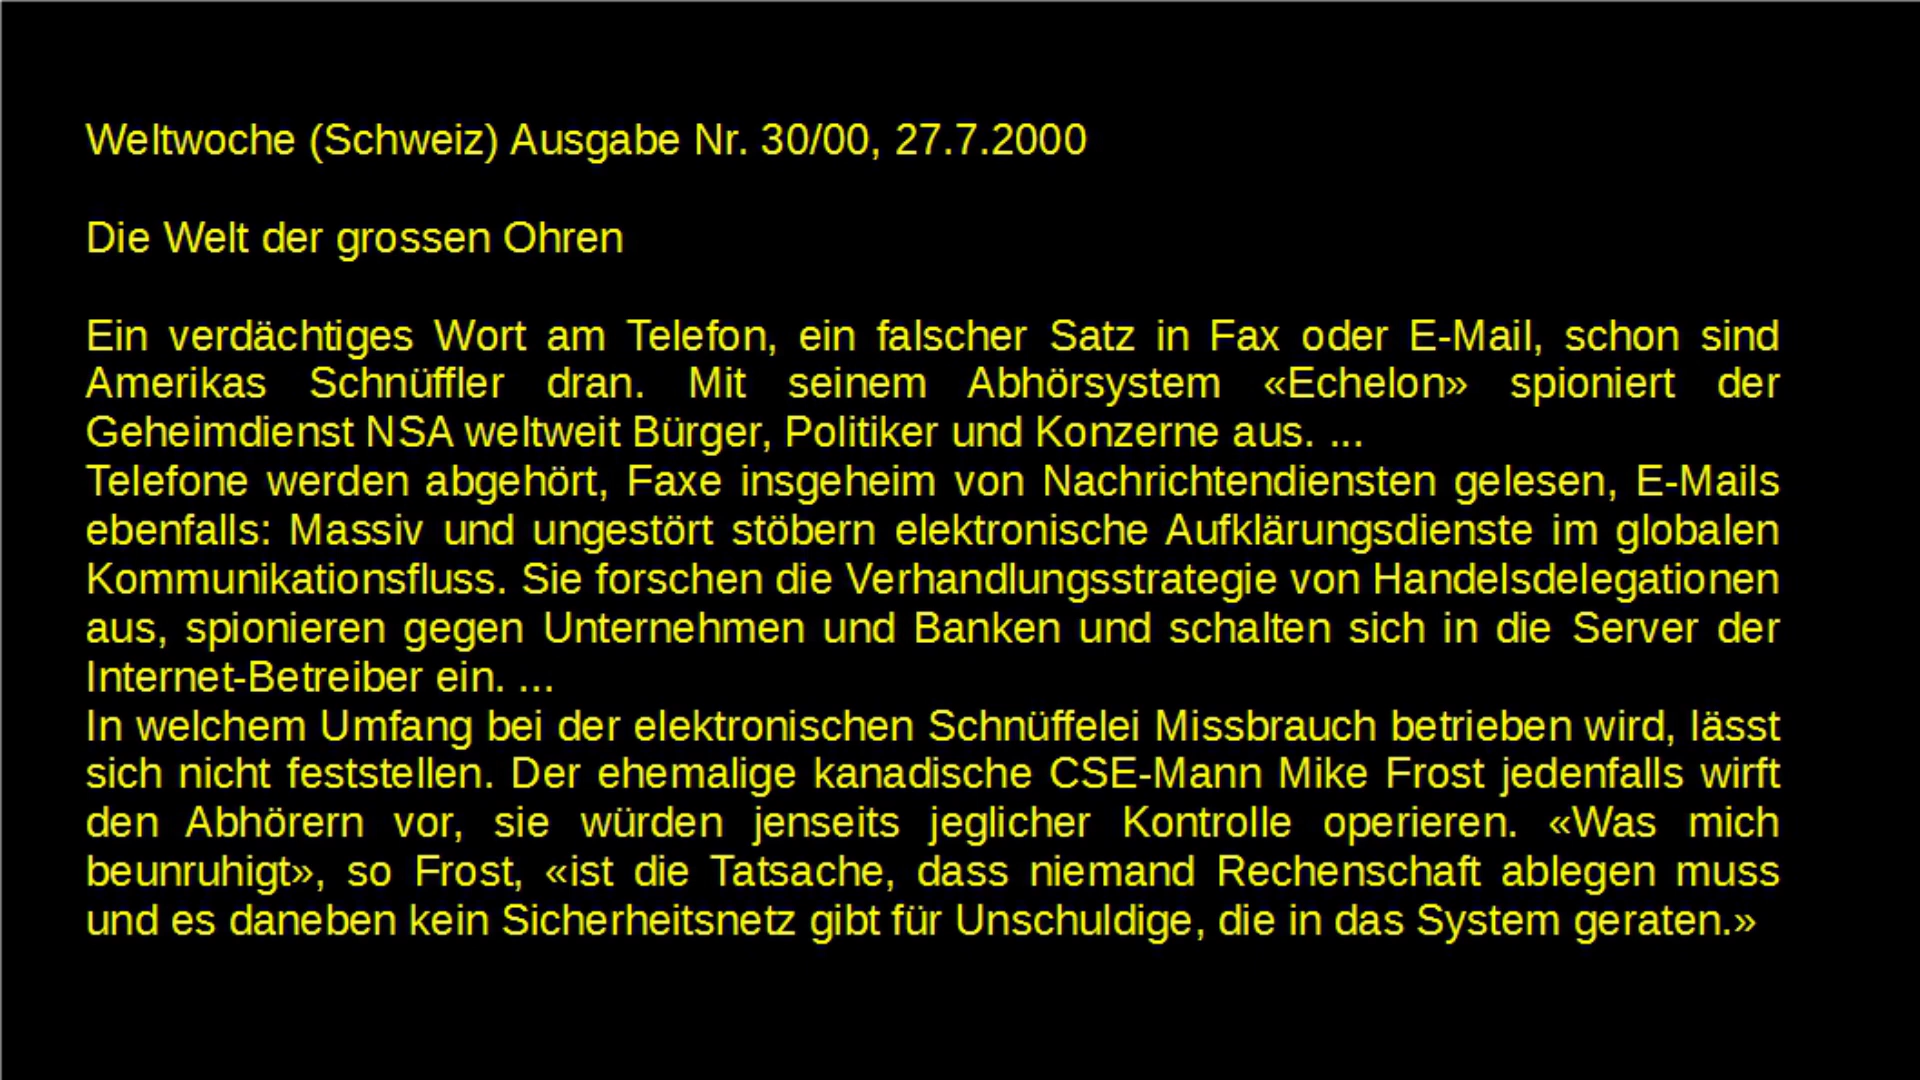 Weltwoche (Schweiz) Ausgabe Nr. 30/00, 27.7.2000
Die Welt der grossen Ohren
Ein verdächtiges Wort am Telefon, ein falscher Satz in Fax oder E-Mail, schon sind
Amerikas Schnüffler dran. Mit seinem Abhörsystem «Echelon» spioniert der
Geheimdienst NSA weltweit Bürger, Politiker und Konzerne aus. ...
Telefone werden abgehört, Faxe insgeheim von Nachrichtendiensten gelesen, E-Mails
ebenfalls: Massiv und ungestört stöbern elektronische Aufklärungsdienste im globalen
Kommunikationsfluss. Sie forschen die Verhandlungsstrategie von Handelsdelegationen
aus, spionieren gegen Unternehmen und Banken und schalten sich in die Server der
Internet-Betreiber ein. ...
In welchem Umfang bei der elektronischen Schnüffelei Missbrauch betrieben wird, lässt
sich nicht feststellen. Der ehemalige kanadische CSE-Mann Mike Frost jedenfalls wirft
den Abhörern vor, sie würden jenseits jeglicher Kontrolle operieren. «Was mich
beunruhigt», so Frost, «ist die Tatsache, dass niemand Rechenschaft ablegen muss
und es daneben kein Sicherheitsnetz gibt für Unschuldige, die in das System geraten.»